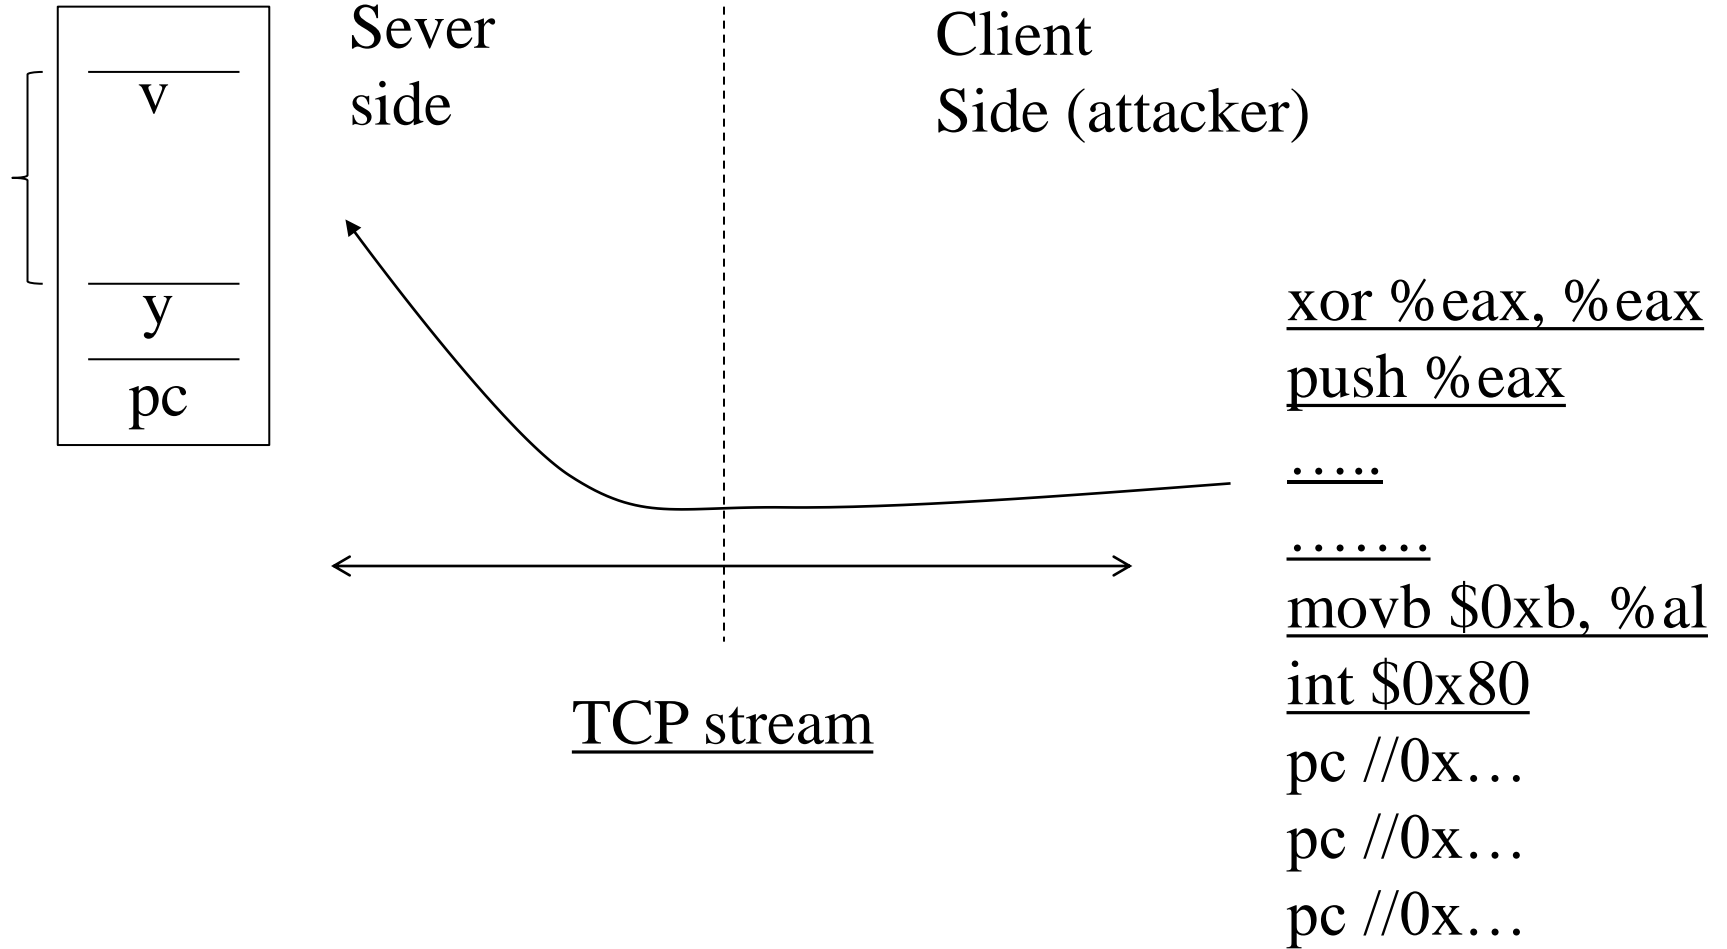 v
y
pc
Sever
side
Client
Side (attacker)
TCP stream
xor %eax, %eax
push %eax
…..
…….
movb $0xb, %al
int $0x80
pc //0x…
pc //0x…
pc //0x…